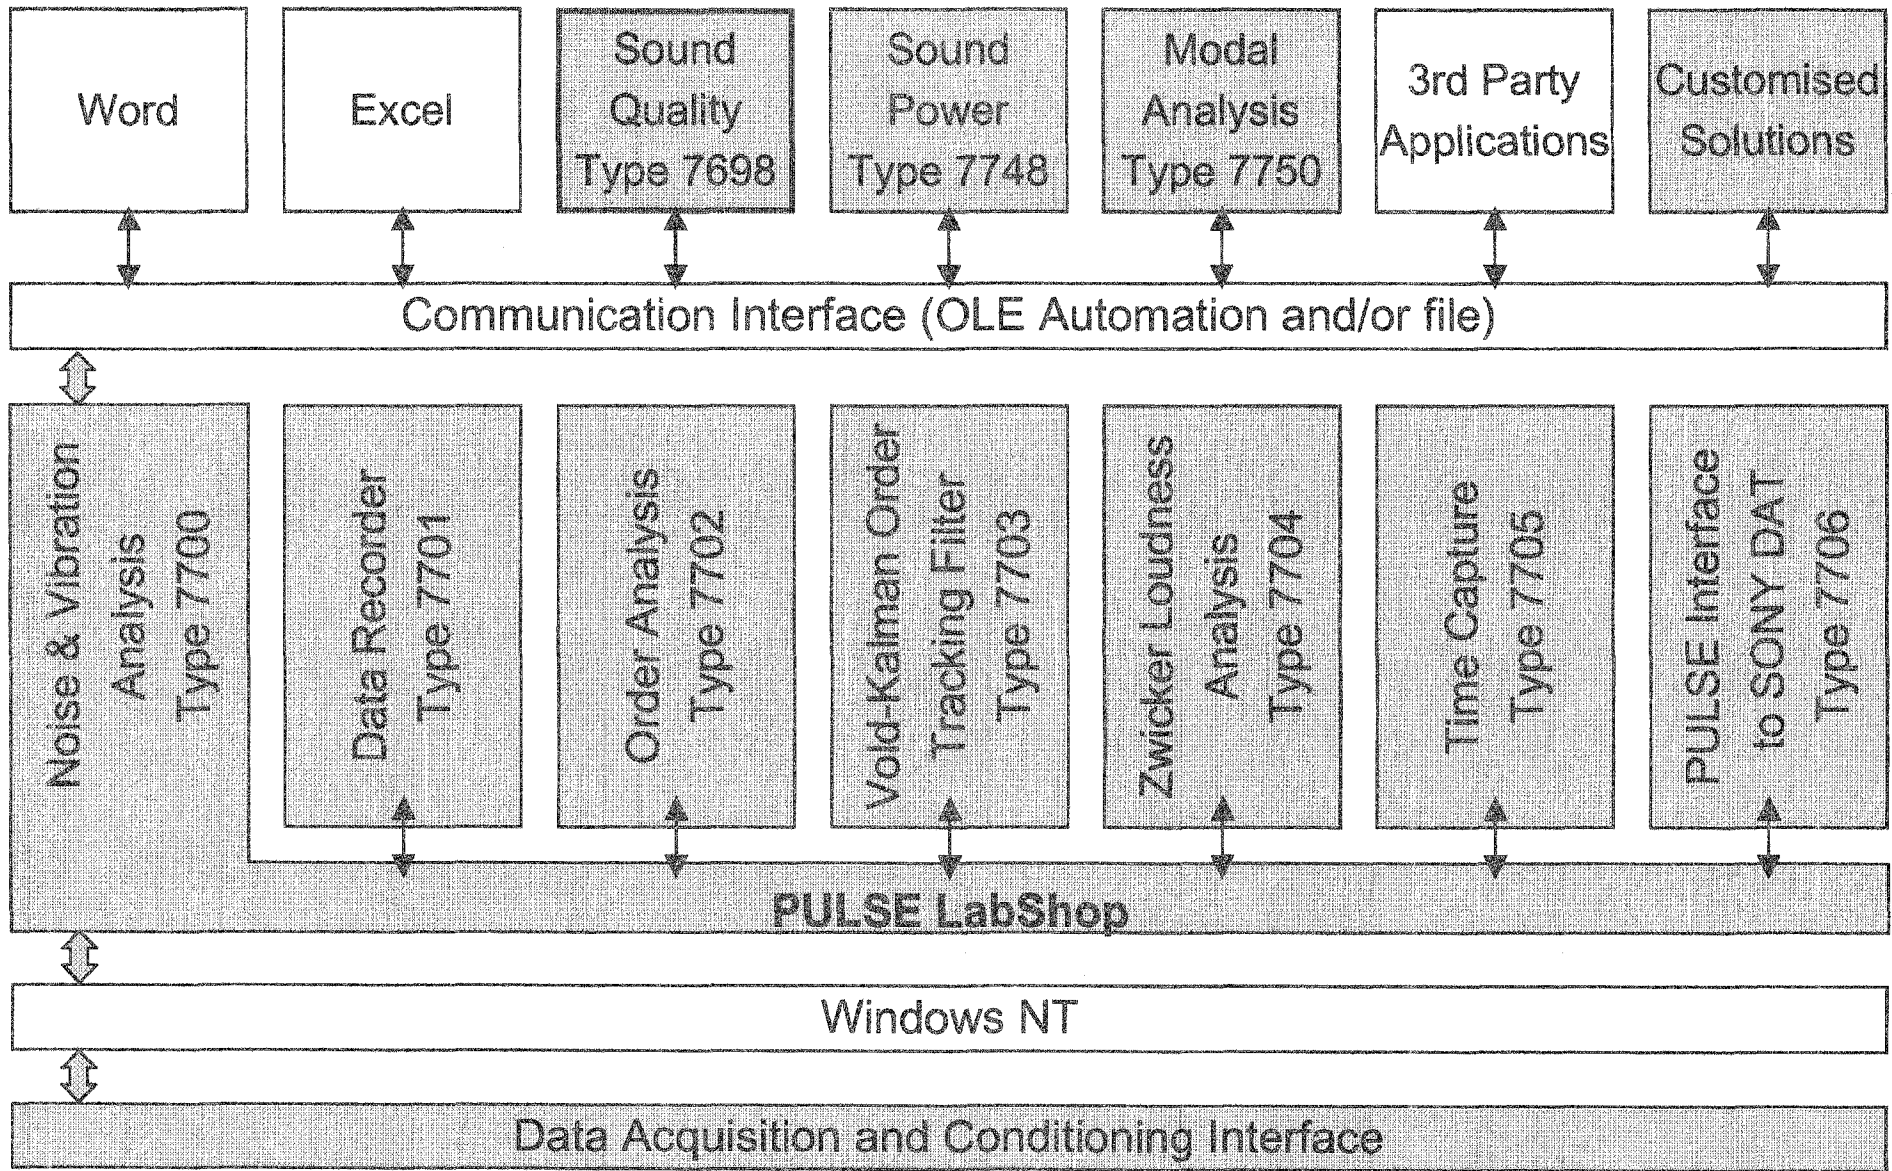 Word
Excel
Sound
Quality
Type 7698
Sound
Power
Type 7748
Modal
Analysis
Type 7750
3rd Party
Applications
Customised
Solutions
Communication Interface (OLE Automation and/or file)
Noise & Vibration
Analysis
Type 7700
Data Recorder
Type 7701
Order Analysis
Type 7702
Vold-Kalman Order
Tracking Filter
Type 7703
Zwicker Loudness
Analysis
Type 7704
Time Capture
Type 7705
PULSE Interface
to SONY DAT
Type 7706
PULSE LabShop
Windows NT
Data Acquisition and Conditioning Interface